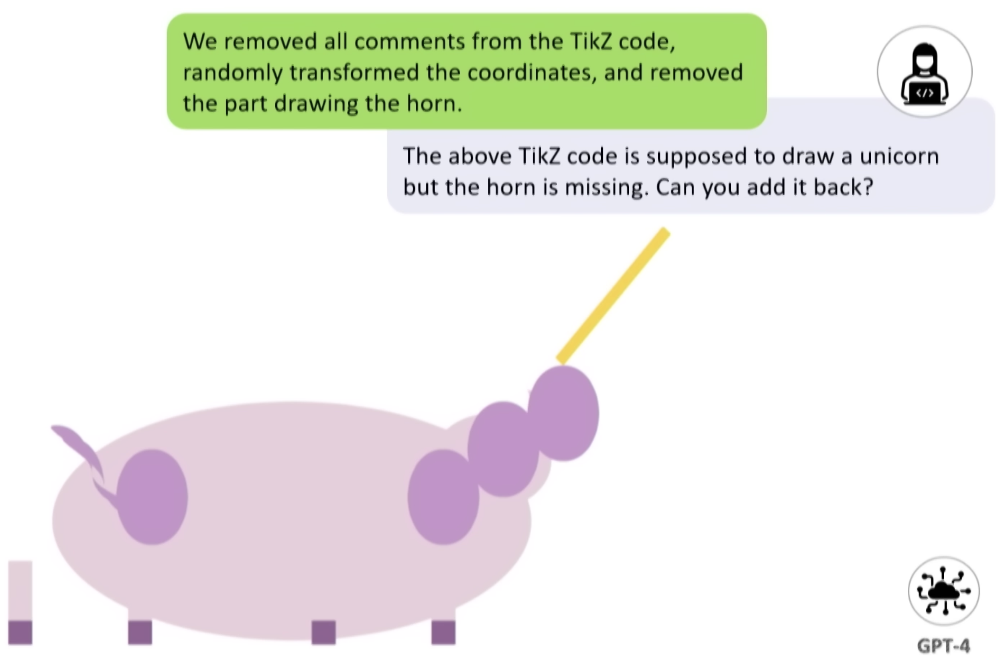 We removed all comments from the TikZ code,
randomly transformed the coordinates, and removed
the part drawing the horn.
</>
The above TikZ code is supposed to draw a unicorn
but the horn is missing. Can you add it back?
GPT-4